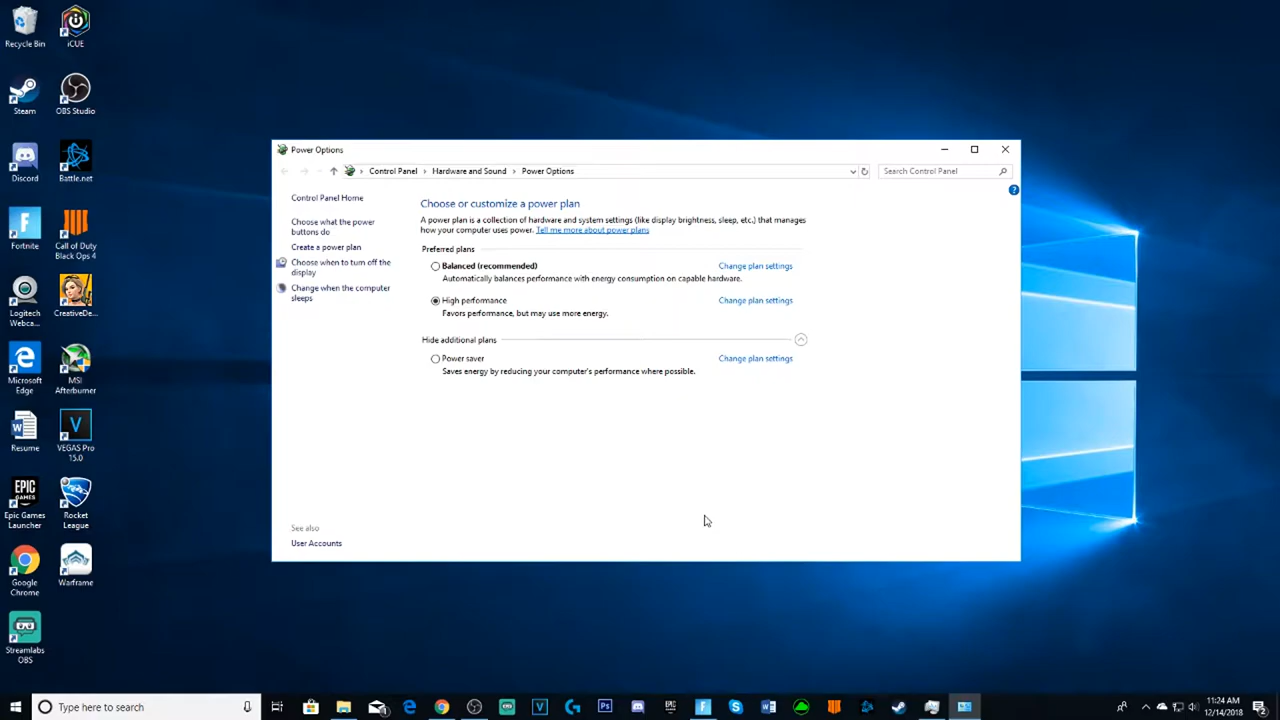 Recycle Bin
iCUE
Steam
OBS Studio
Discord
Battle.net
Fortnite
Call of Duty
Black Ops 4
Logitech
Webca...
CreativeDe...
Microsoft
Edge
MSI
Afterburner
Resume
VEGAS Pro
15.0
Epic Games
Launcher
Rocket
League
Google
Chrome
Warframe
Streamlabs
OBS
Power Options
Control Panel > Hardware and Sound > Power Options
Search Control Panel
Control Panel Home
Choose what the power
buttons do
Create a power plan
Choose when to turn off the
display
Change when the computer
sleeps
See also
User Accounts
Choose or customize a power plan
A power plan is a collection of hardware and system settings (like display brightness, sleep, etc.) that manages
how your computer uses power. Tell me more about power plans
Preferred plans
Balanced (recommended) Change plan settings
Automatically balances performance with energy consumption on capable hardware.
High performance Change plan settings
Favors performance, but may use more energy.
Hide additional plans
Power saver Change plan settings
Saves energy by reducing your computer's performance where possible.
Type here to search
11:24 AM
12/14/2018